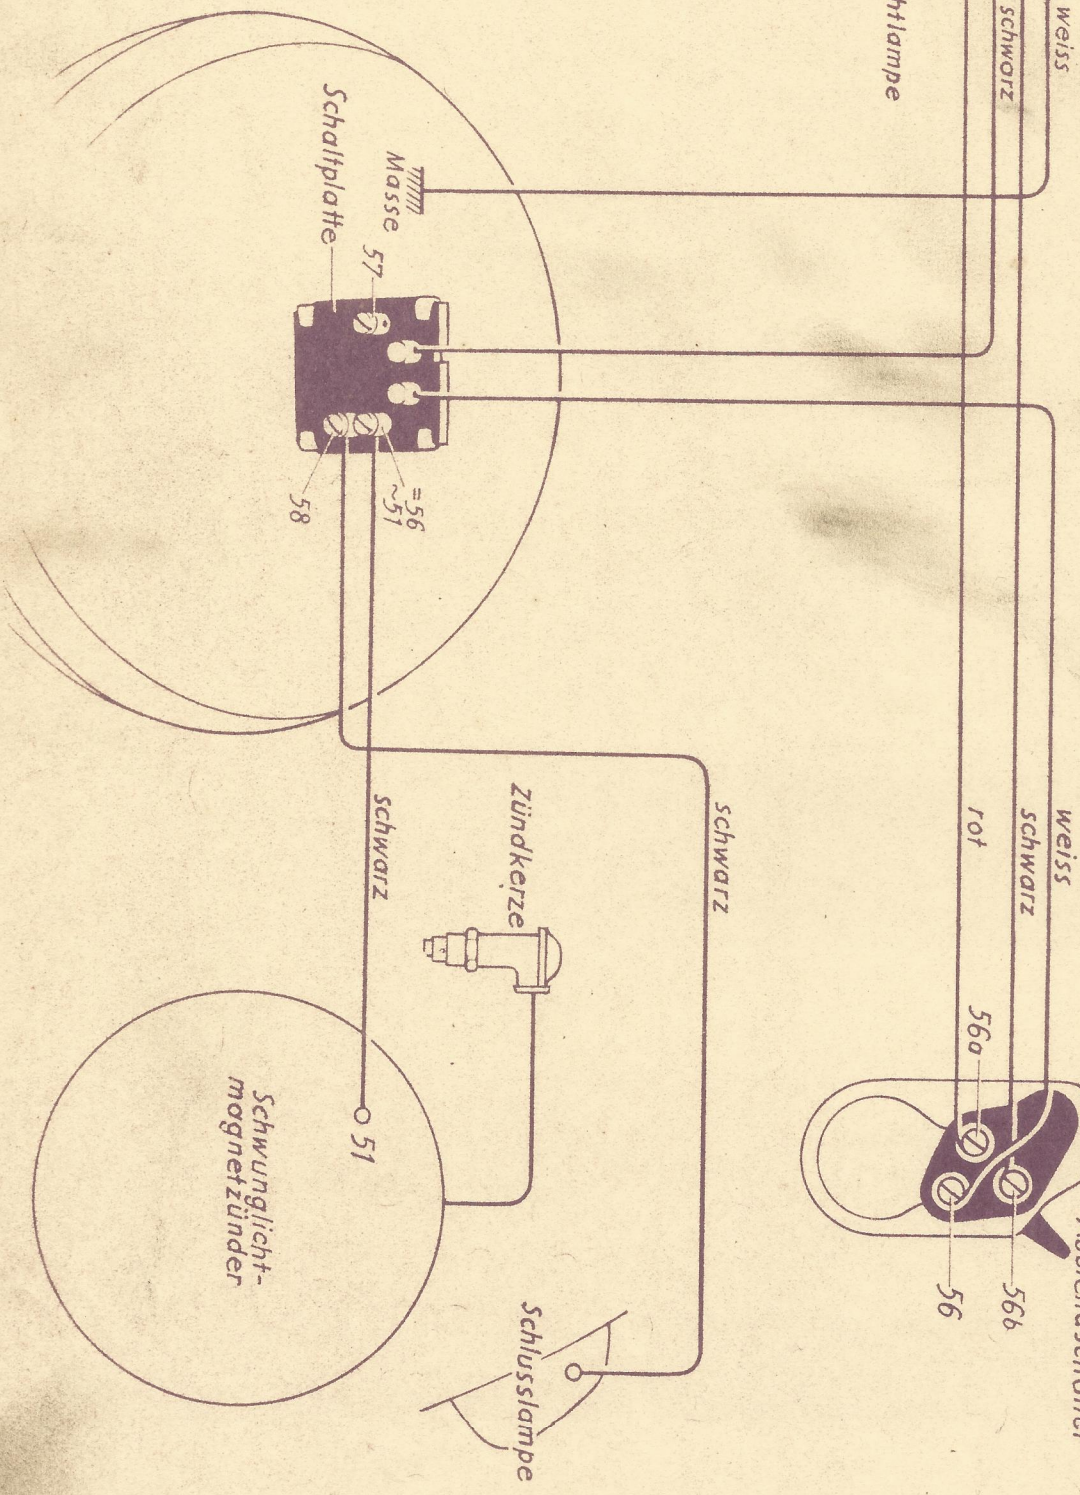 weiss
schwarz
htlampe
Masse
Schaltplatte
57
=56
~51
58
weiss
schwarz
rot
schwarz
Zündkerze
schwarz
56a
56b
56
51
Schwunglicht-
magnetzünder
Schlusslampe